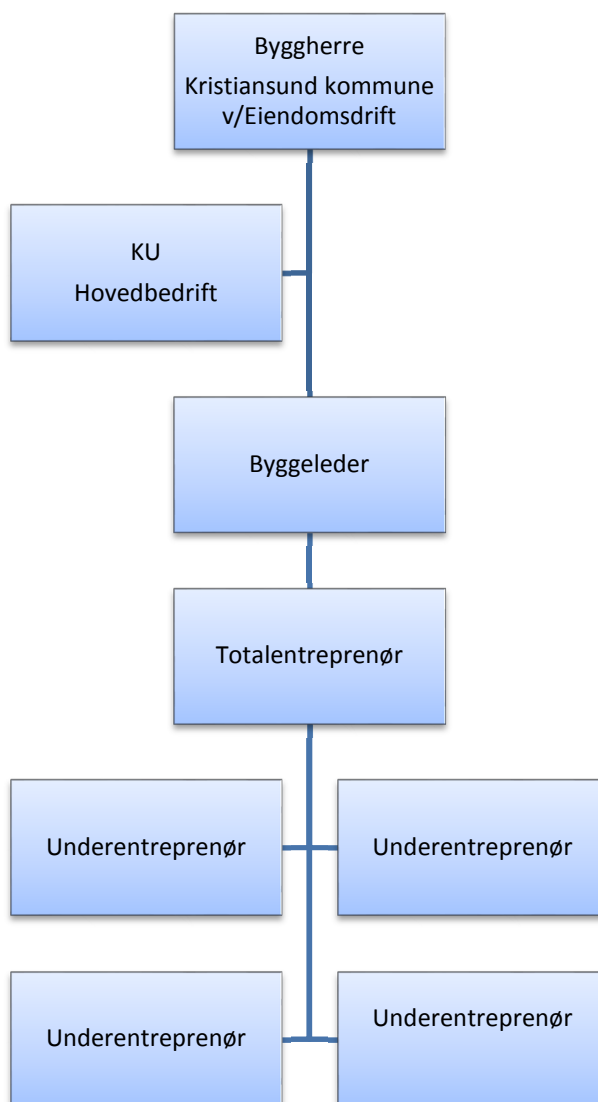 Byggherre
Kristiansund kommune
v/Eiendomsdrift
KU
Hovedbedrift
Byggeleder
Totalentreprenør
Underentreprenør
Underentreprenør
Underentreprenør
Underentreprenør